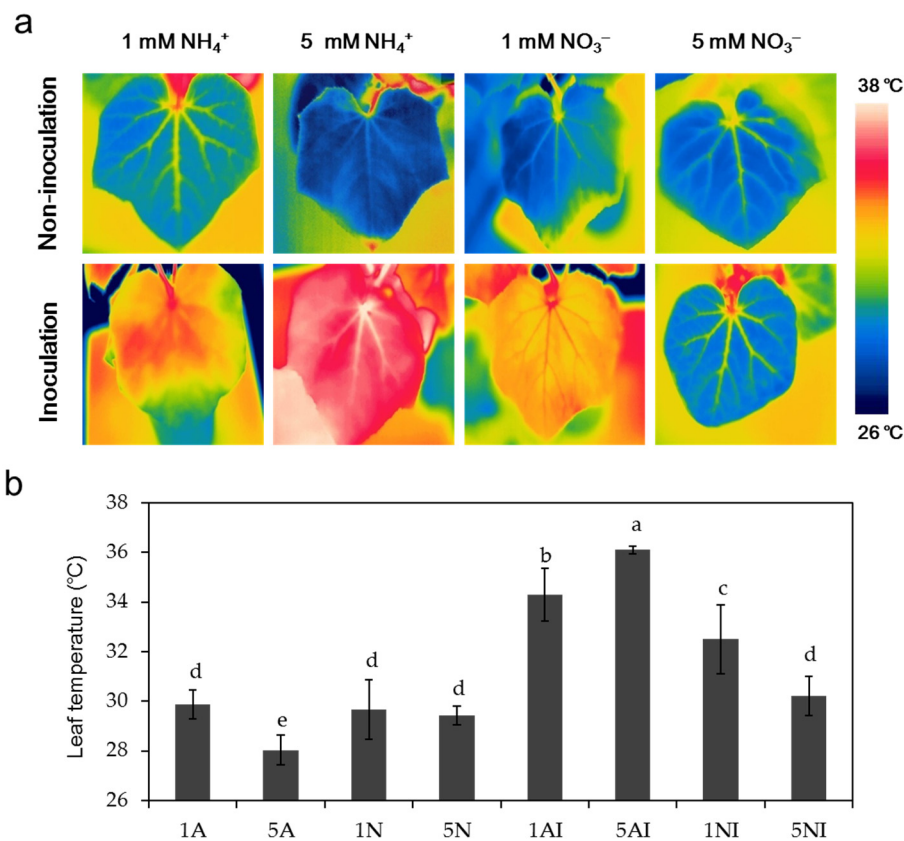 a
1 mM NH₄⁺ 5 mM NH₄⁺ 1 mM NO₃⁻ 5 mM NO₃⁻
Non-inoculation
38 ℃
Inoculation
26 ℃
b
Leaf temperature (℃)
38
36
34
32
30
28
26
d
e
d
d
b
a
c
d
1A 5A 1N 5N 1AI 5AI 1NI 5NI